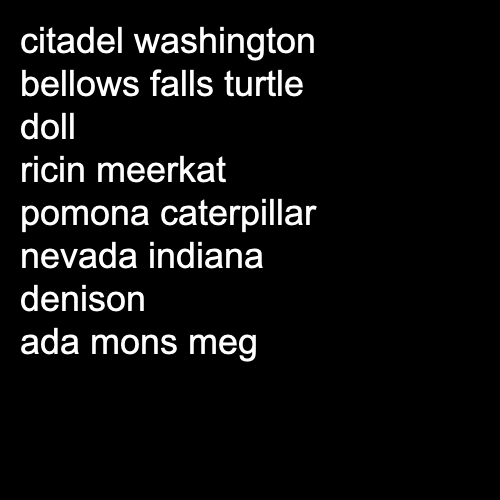 citadel washington
bellows falls turtle
doll
ricin meerkat
pomona caterpillar
nevada indiana
denison
ada mons meg